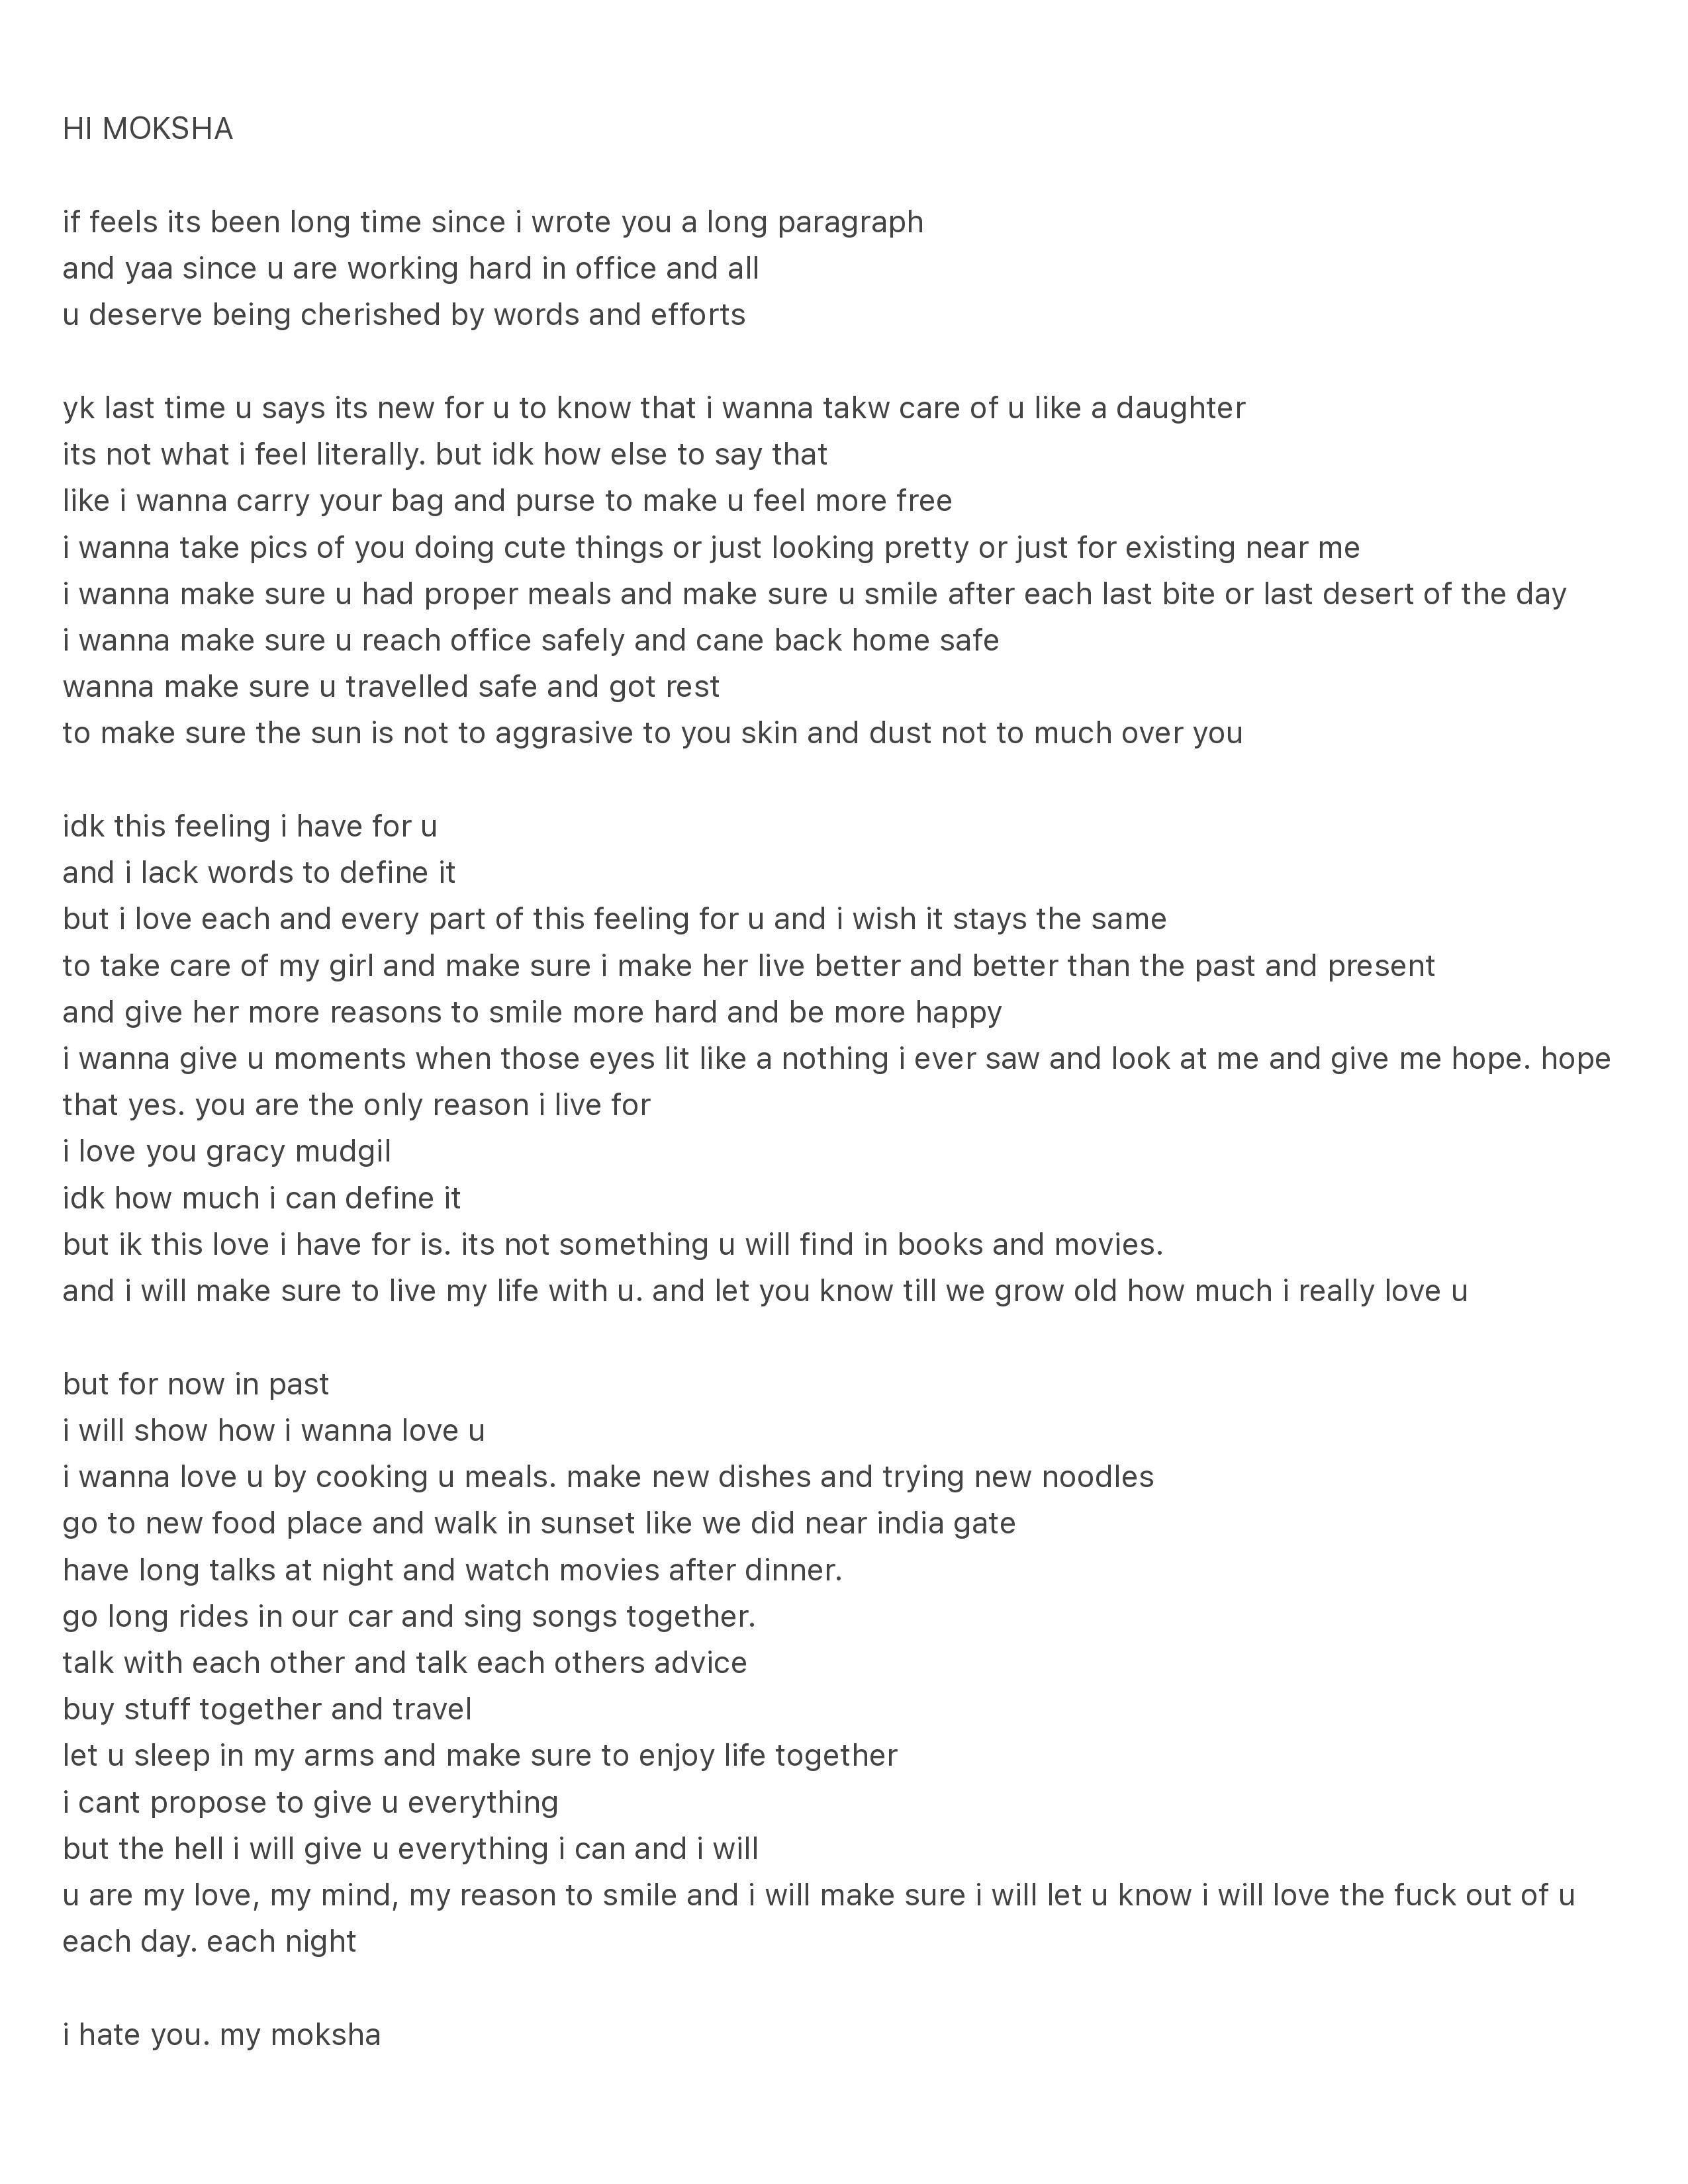 HI MOKSHA
if feels its been long time since i wrote you a long paragraph
and yaa since u are working hard in office and all
u deserve being cherished by words and efforts
yk last time u says its new for u to know that i wanna takw care of u like a daughter
its not what i feel literally. but idk how else to say that
like i wanna carry your bag and purse to make u feel more free
i wanna take pics of you doing cute things or just looking pretty or just for existing near me
i wanna make sure u had proper meals and make sure u smile after each last bite or last desert of the day
i wanna make sure u reach office safely and cane back home safe
wanna make sure u travelled safe and got rest
to make sure the sun is not to aggrasive to you skin and dust not to much over you
idk this feeling i have for u
and i lack words to define it
but i love each and every part of this feeling for u and i wish it stays the same
to take care of my girl and make sure i make her live better and better than the past and present
and give her more reasons to smile more hard and be more happy
i wanna give u moments when those eyes lit like a nothing i ever saw and look at me and give me hope. hope
that yes. you are the only reason i live for
i love you gracy mudgil
idk how much i can define it
but ik this love i have for is. its not something u will find in books and movies.
and i will make sure to live my life with u. and let you know till we grow old how much i really love u
but for now in past
i will show how i wanna love u
i wanna love u by cooking u meals. make new dishes and trying new noodles
go to new food place and walk in sunset like we did near india gate
have long talks at night and watch movies after dinner.
go long rides in our car and sing songs together.
talk with each other and talk each others advice
buy stuff together and travel
let u sleep in my arms and make sure to enjoy life together
i cant propose to give u everything
but the hell i will give u everything i can and i will
u are my love, my mind, my reason to smile and i will make sure i will let u know i will love the fuck out of u
each day. each night
i hate you. my moksha